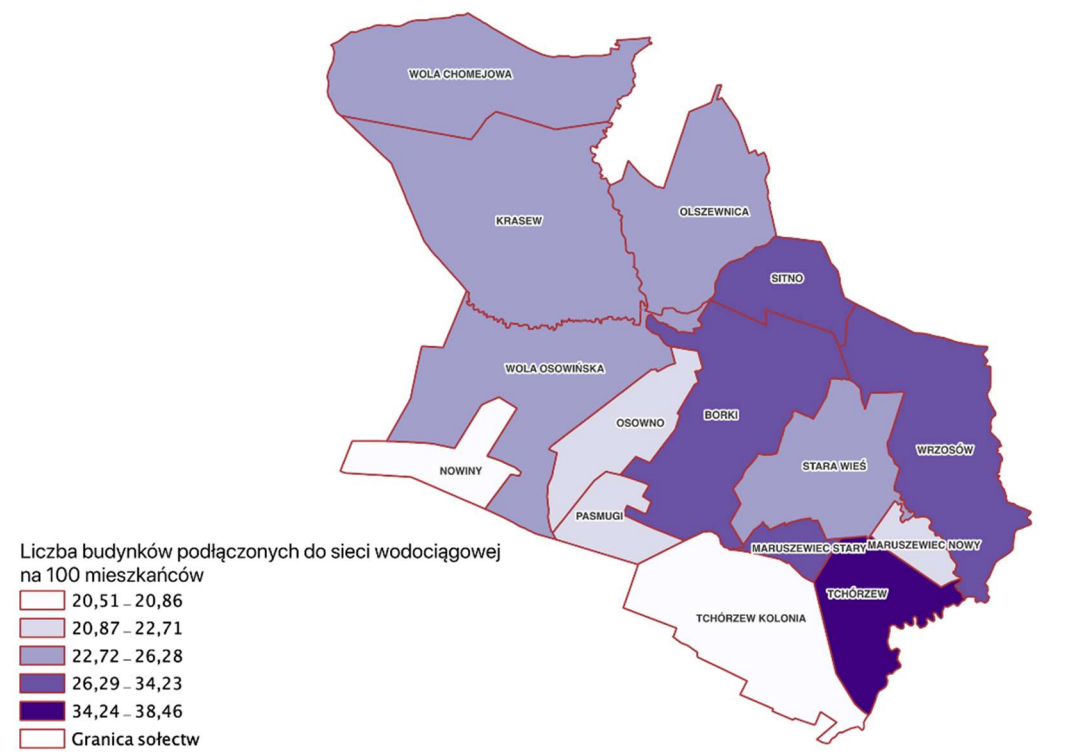 WOLA CHOMEJOWA
KRASEW
OLSZEWNICA
SITNO
WOLA OSOWIŃSKA
OSOWNO
BORKI
WRZOSÓW
STARA WIEŚ
NOWINY
PASMUGI
MARUSZEWIEC STARY
MARUSZEWIEC NOWY
TCHÓRZEW
TCHÓRZEW KOLONIA
Liczba budynków podłączonych do sieci wodociągowej
na 100 mieszkańców
20,51 – 20,86
20,87 – 22,71
22,72 – 26,28
26,29 – 34,23
34,24 – 38,46
Granica sołectw